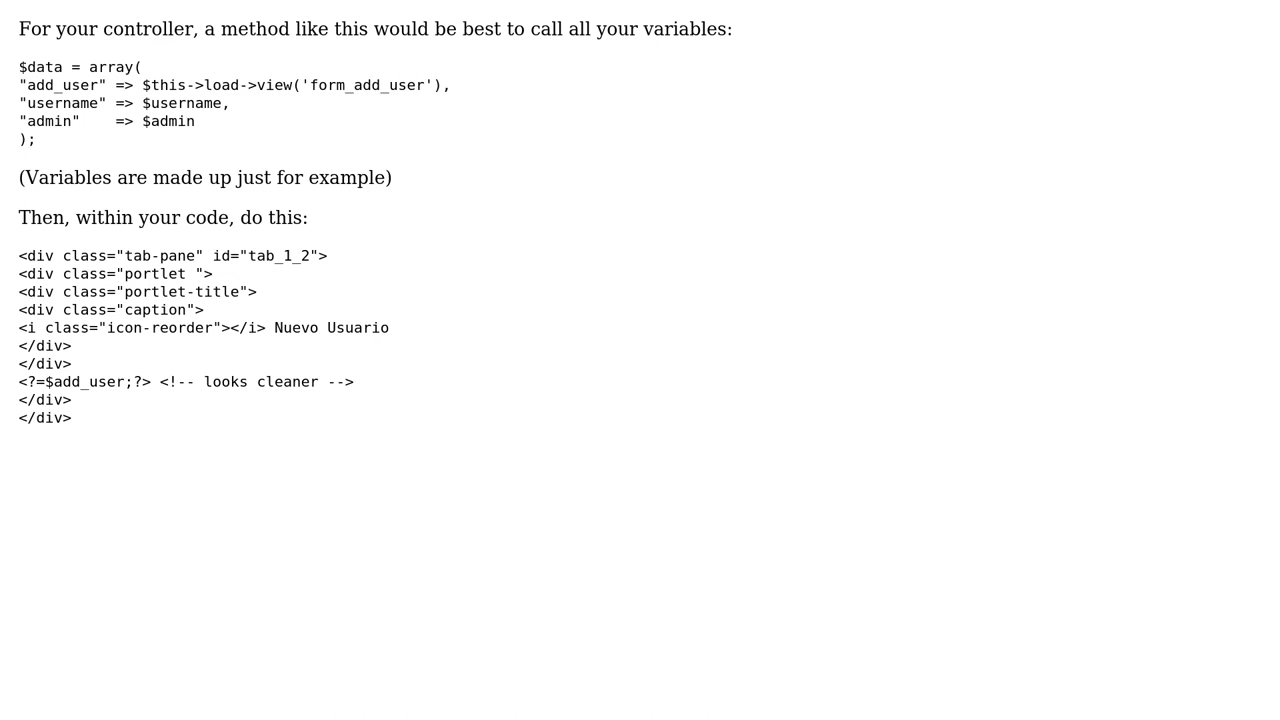 For your controller, a method like this would be best to call all your variables:
$data = array(
"add_user" => $this->load->view('form_add_user'),
"username" => $username,
"admin"    => $admin
);
(Variables are made up just for example)
Then, within your code, do this:
<div class="tab-pane" id="tab_1_2">
<div class="portlet ">
<div class="portlet-title">
<div class="caption">
<i class="icon-reorder"></i> Nuevo Usuario
</div>
</div>
<?=$add_user;?> <!-- looks cleaner -->
</div>
</div>